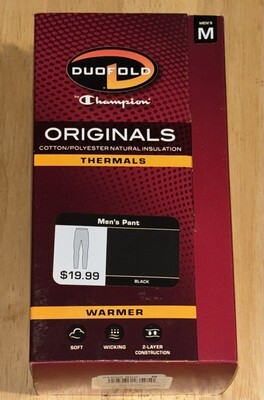 MEN'S
M
DUOFOLD
by Champion
ORIGINALS
COTTON/POLYESTER NATURAL INSULATION
THERMALS
Men's Pant
$19.99
BLACK
WARMER
SOFT
WICKING
2-LAYER
CONSTRUCTION